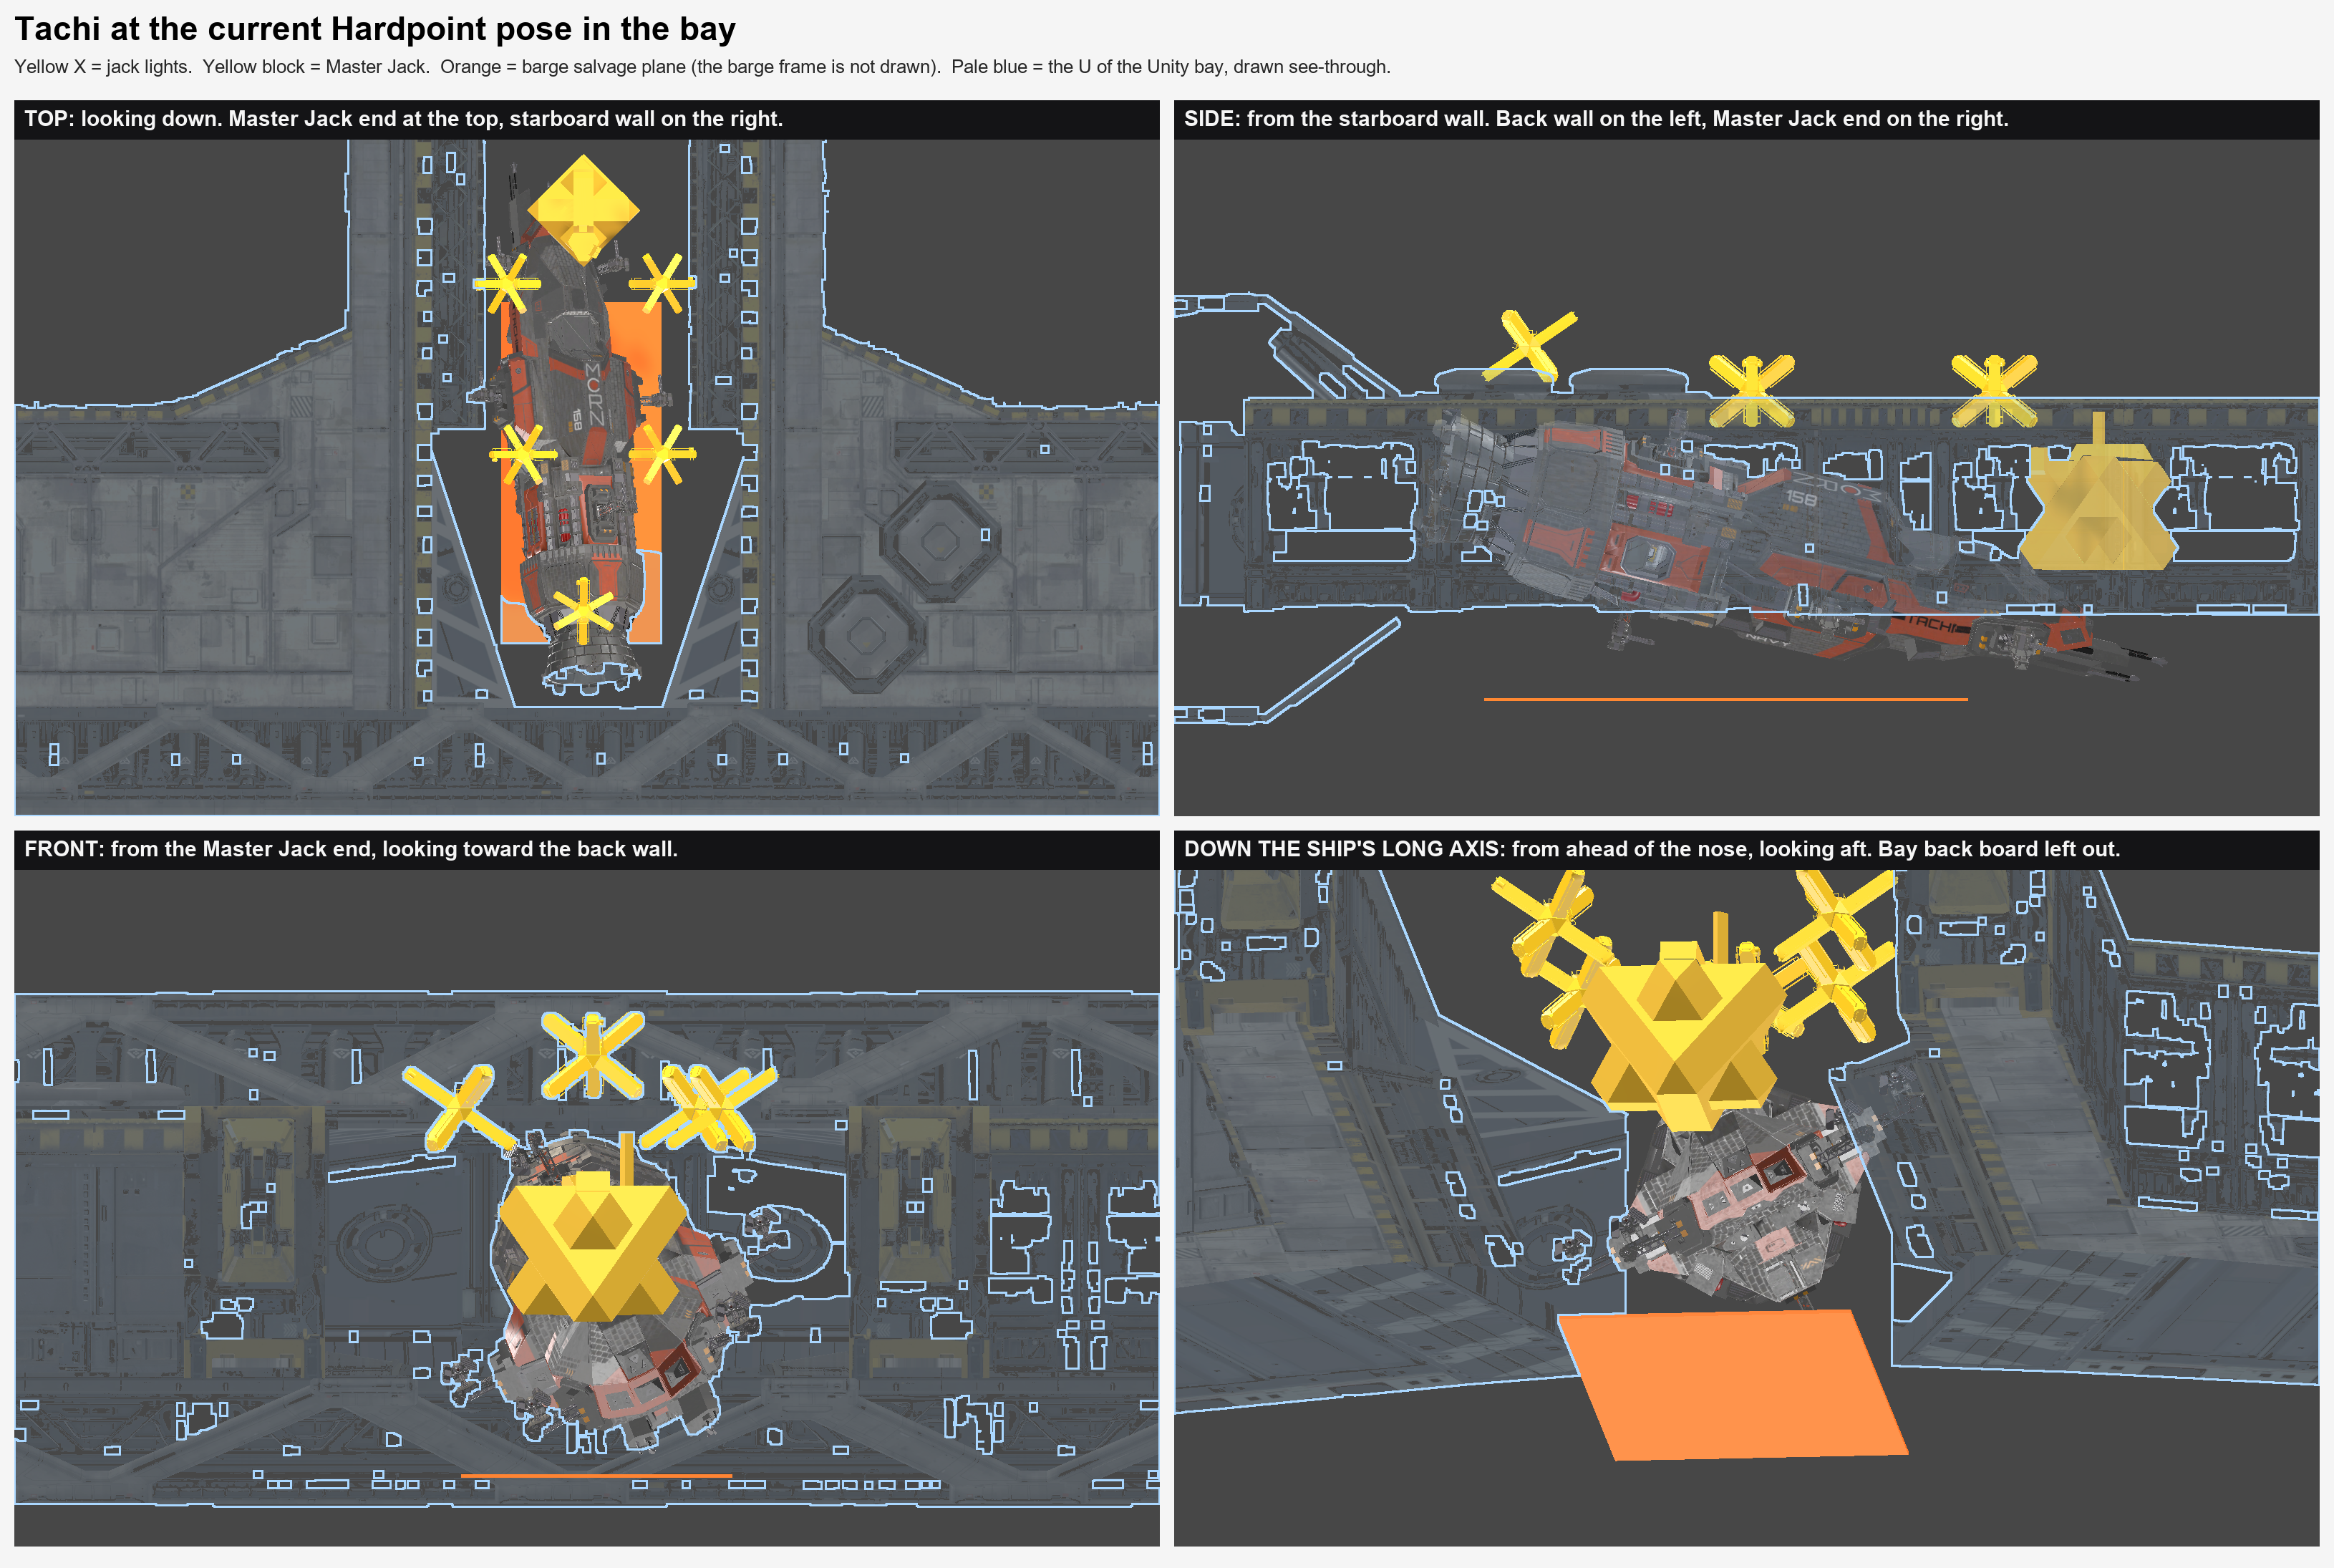 Tachi at the current Hardpoint pose in the bay
Yellow X = jack lights.  Yellow block = Master Jack.  Orange = barge salvage plane (the barge frame is not drawn).  Pale blue = the U of the Unity bay, drawn see-through.
TOP: looking down. Master Jack end at the top, starboard wall on the right.
MCRN
158
SIDE: from the starboard wall. Back wall on the left, Master Jack end on the right.
MCRN
158
TACHI
FRONT: from the Master Jack end, looking toward the back wall.
DOWN THE SHIP'S LONG AXIS: from ahead of the nose, looking aft. Bay back board left out.